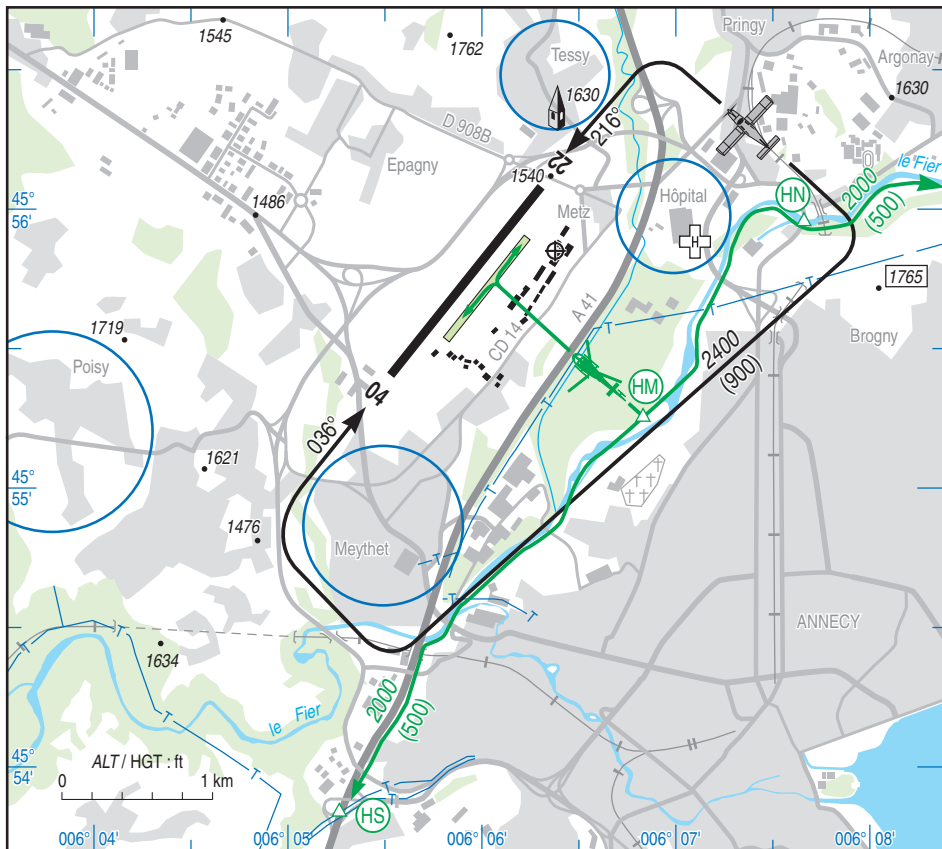 1545
1762
Pringy
Tessy
Argonay
1630
1630
D 908B
216°
Epagny
22
1540
le Fier
45°
56'
1486
Metz
Hôpital
HN
2000
(500)
H
1765
A 41
T
T
CD 14
1719
Poisy
Brogny
2400
(900)
04
HM
036°
T
1621
45°
55'
T
1476
Meythet
T
T
T
T
ANNECY
T
1634
2000
(500)
le Fier
T
45°
54'
ALT / HGT : ft
0
1 km
T
T
T
HS
006° 04'
006° 05'
006° 06'
006° 07'
006° 08'